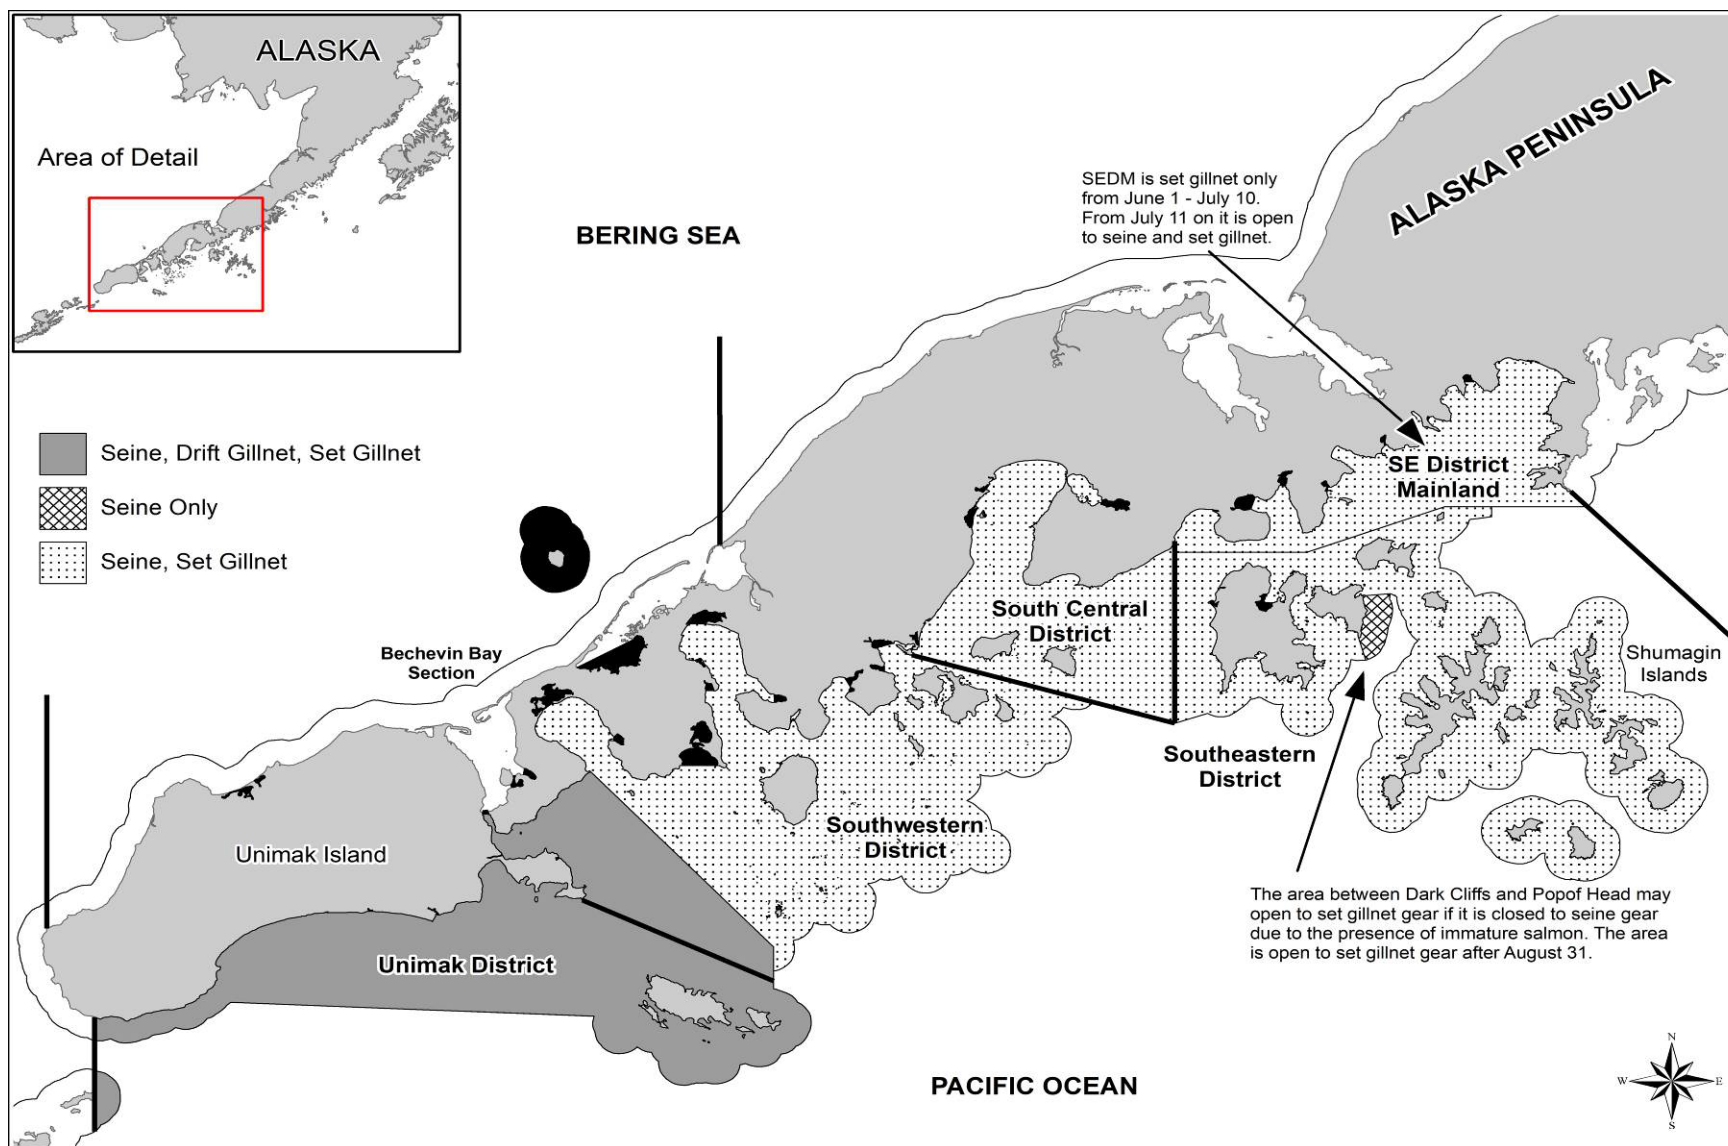 ALASKA
Area of Detail
BERING SEA
SEDM is set gillnet only
from June 1 - July 10.
From July 11 on it is open
to seine and set gillnet.
ALASKA PENINSULA
Seine, Drift Gillnet, Set Gillnet
Seine Only
Seine, Set Gillnet
SE District
Mainland
South Central
District
Bechevin Bay
Section
Shumagin
Islands
Southeastern
District
Southwestern
District
Unimak Island
Unimak District
The area between Dark Cliffs and Popof Head may
open to set gillnet gear if it is closed to seine gear
due to the presence of immature salmon. The area
is open to set gillnet gear after August 31.
PACIFIC OCEAN
N
W
E
S